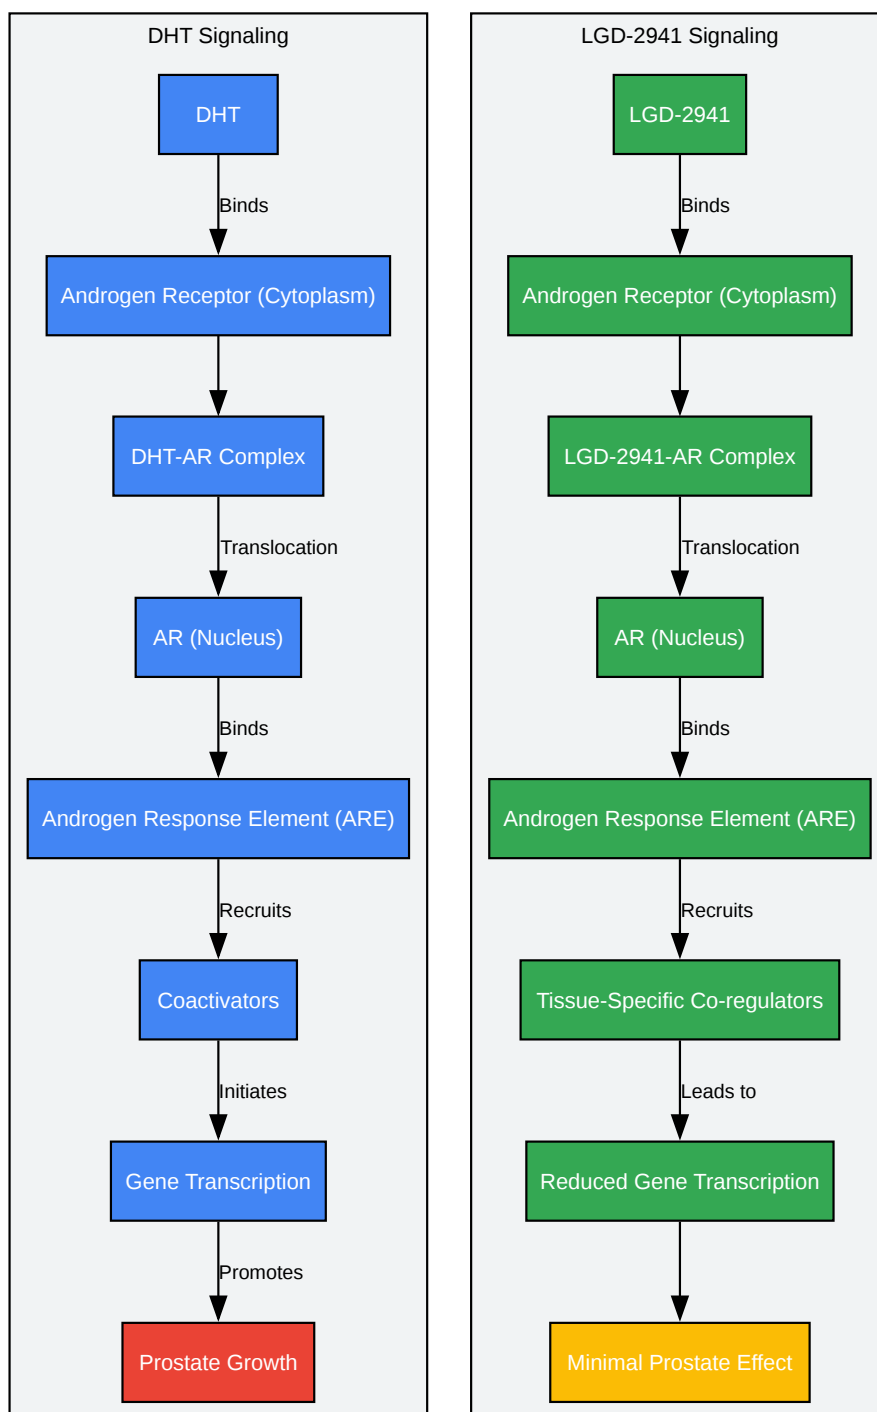 DHT Signaling
DHT
Binds
Androgen Receptor (Cytoplasm)
DHT-AR Complex
Translocation
AR (Nucleus)
Binds
Androgen Response Element (ARE)
Recruits
Coactivators
Initiates
Gene Transcription
Promotes
Prostate Growth
LGD-2941 Signaling
LGD-2941
Binds
Androgen Receptor (Cytoplasm)
LGD-2941-AR Complex
Translocation
AR (Nucleus)
Binds
Androgen Response Element (ARE)
Recruits
Tissue-Specific Co-regulators
Leads to
Reduced Gene Transcription
Minimal Prostate Effect